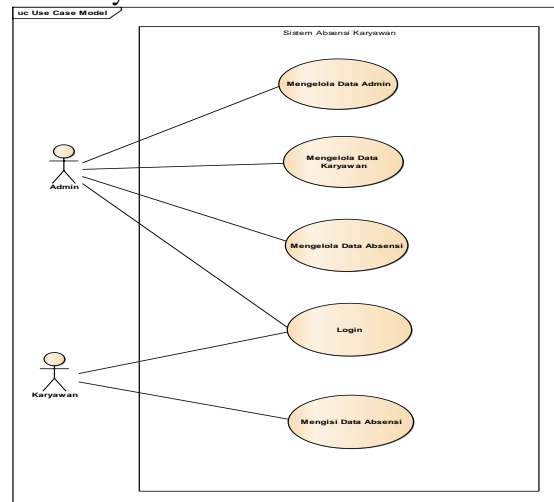 uc Use Case Model
Sistem Absensi Karyawan
Mengelola Data Admin
Mengelola Data
Karyawan
Admin
Mengelola Data Absensi
Login
Karyawan
Mengisi Data Absensi